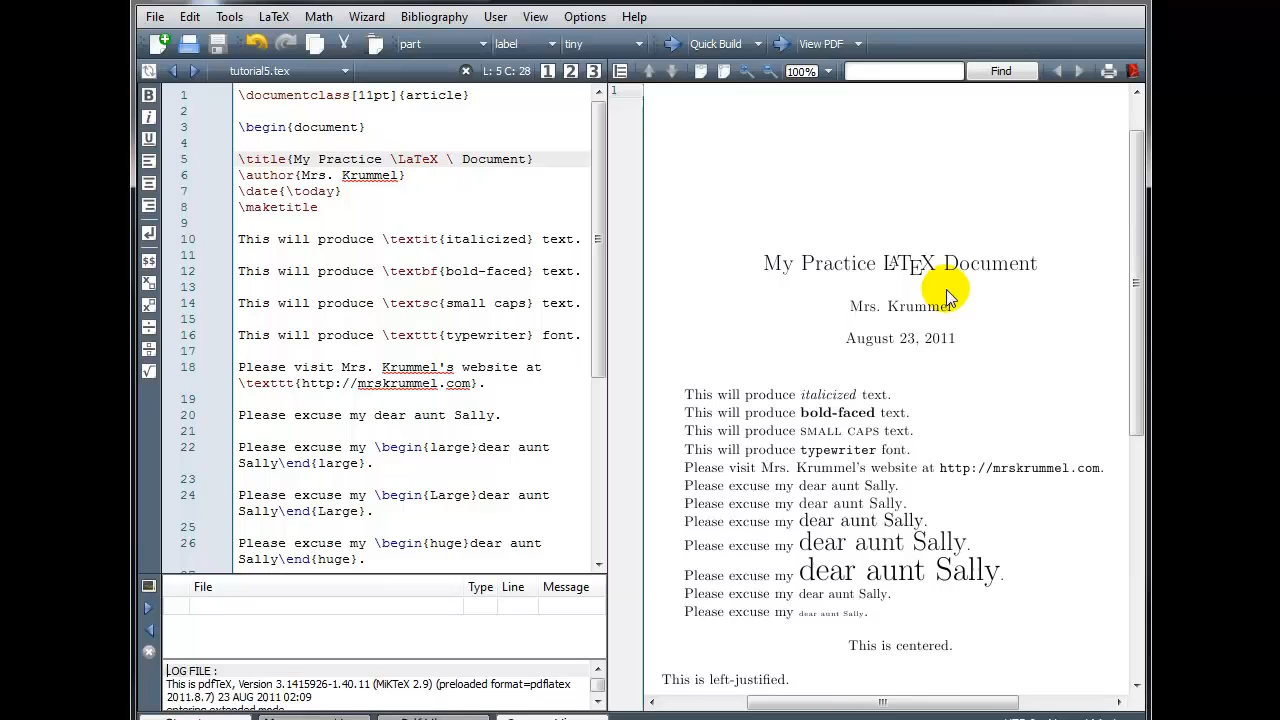 File Edit Tools LaTeX Math Wizard Bibliography User View Options Help
part label tiny Quick Build View PDF
tutorial5.tex L: 5 C: 28 1 2 3 100% Find
1 \documentclass[11pt]{article}
2
3 \begin{document}
4
5 \title{My Practice \LaTeX \ Document}
6 \author{Mrs. Krummel}
7 \date{\today}
8 \maketitle
9
10 This will produce \textit{italicized} text.
11
12 This will produce \textbf{bold-faced} text.
13
14 This will produce \textsc{small caps} text.
15
16 This will produce \texttt{typewriter} font.
17
18 Please visit Mrs. Krummel's website at
\texttt{http://mrskrummel.com}.
19
20 Please excuse my dear aunt Sally.
21
22 Please excuse my \begin{large}dear aunt
Sally\end{large}.
23
24 Please excuse my \begin{Large}dear aunt
Sally\end{Large}.
25
26 Please excuse my \begin{huge}dear aunt
Sally\end{huge}.
File Type Line Message
LOG FILE :
This is pdfTeX, Version 3.1415926-1.40.11 (MiKTeX 2.9) (preloaded format=pdflatex
2011.8.7) 23 AUG 2011 02:09
entering extended mode
1
My Practice LATEX Document
Mrs. Krummel
August 23, 2011
This will produce italicized text.
This will produce bold-faced text.
This will produce SMALL CAPS text.
This will produce typewriter font.
Please visit Mrs. Krummel's website at http://mrskrummel.com.
Please excuse my dear aunt Sally.
Please excuse my dear aunt Sally.
Please excuse my dear aunt Sally.
Please excuse my dear aunt Sally.
Please excuse my dear aunt Sally.
Please excuse my dear aunt Sally.
Please excuse my dear aunt Sally.
This is centered.
This is left-justified.